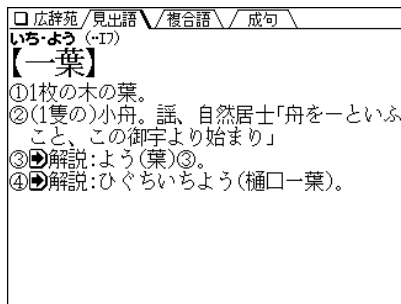 広辞苑 見出語 複合語 成句
いち‐よう (‥エフ)
【一葉】
①1枚の木の葉。
②(1隻の)小舟。謡、自然居士「舟を一といふ
こと、この御宇より始まり」
③➡解説:よう(葉)③。
④➡解説:ひぐちいちよう(樋口一葉)。